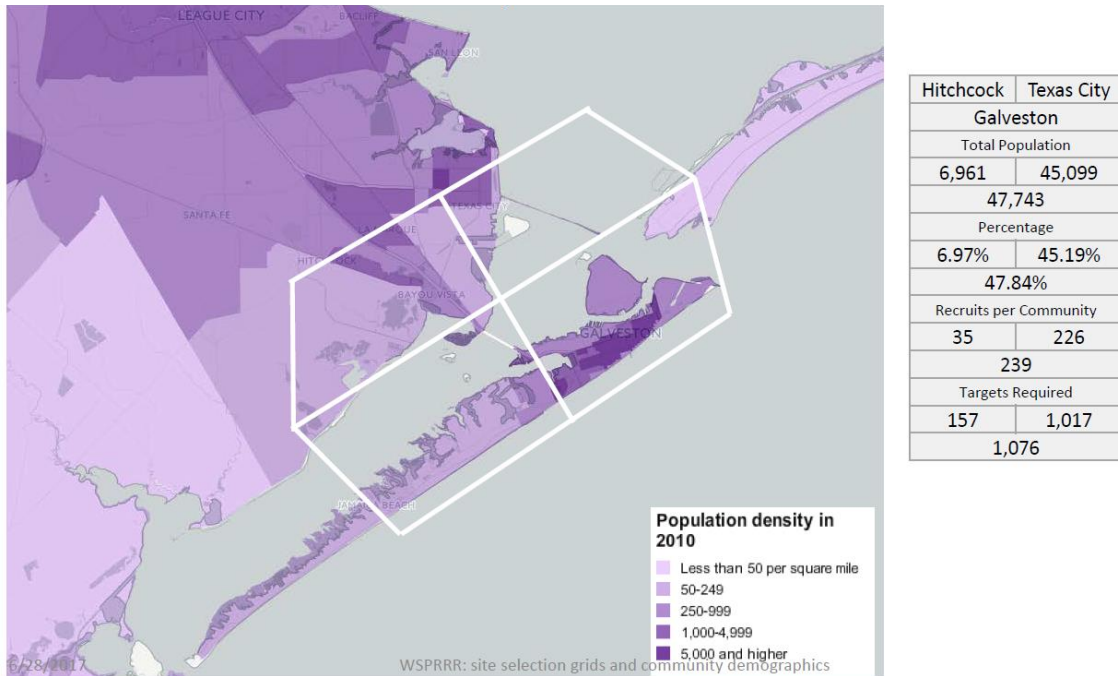 LEAGUE CITY
BACLIFF
SAN LEON
SANTA FE
TEXAS CITY
LA MARQUE
HITCHCOCK
BAYOU VISTA
GALVESTON
JAMAICA BEACH
Population density in
2010
Less than 50 per square mile
50-249
250-999
1,000-4,999
5,000 and higher
6/28/2017
WSPRRR: site selection grids and community demographics
Hitchcock Texas City
Galveston
Total Population
6,961 45,099
47,743
Percentage
6.97% 45.19%
47.84%
Recruits per Community
35 226
239
Targets Required
157 1,017
1,076